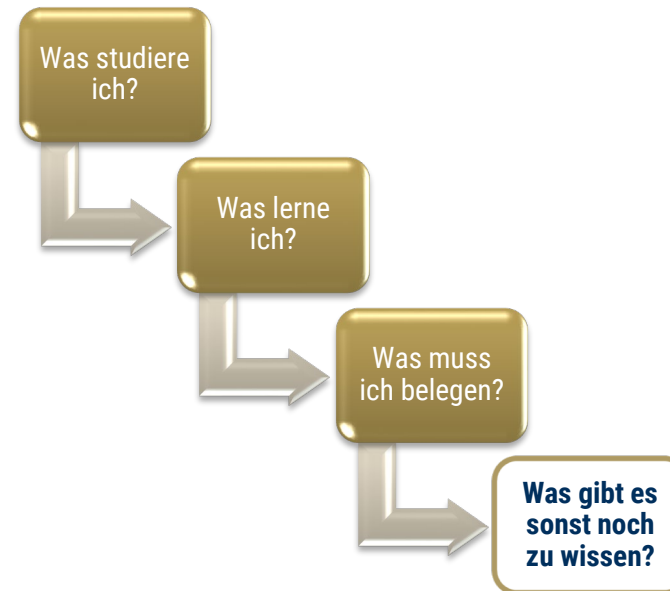 Was studiere
ich?
Was lerne
ich?
Was muss
ich belegen?
Was gibt es
sonst noch
zu wissen?